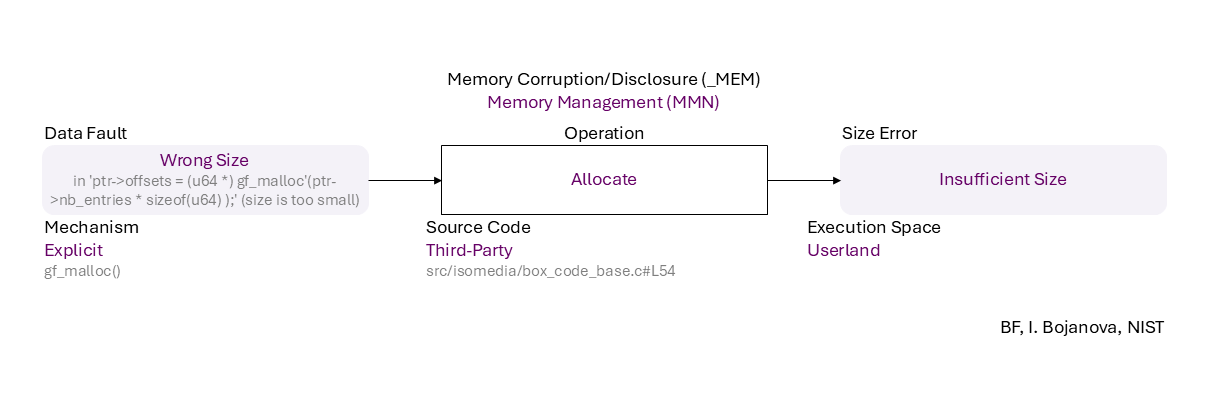 Memory Corruption/Disclosure (_MEM)
Memory Management (MMN)
Data Fault
Operation
Size Error
Wrong Size
in 'ptr->offsets = (u64 *) gf_malloc'(ptr-
>nb_entries * sizeof(u64) );' (size is too small)
Allocate
Insufficient Size
Mechanism
Explicit
gf_malloc()
Source Code
Third-Party
src/isomedia/box_code_base.c#L54
Execution Space
Userland
BF, I. Bojanova, NIST